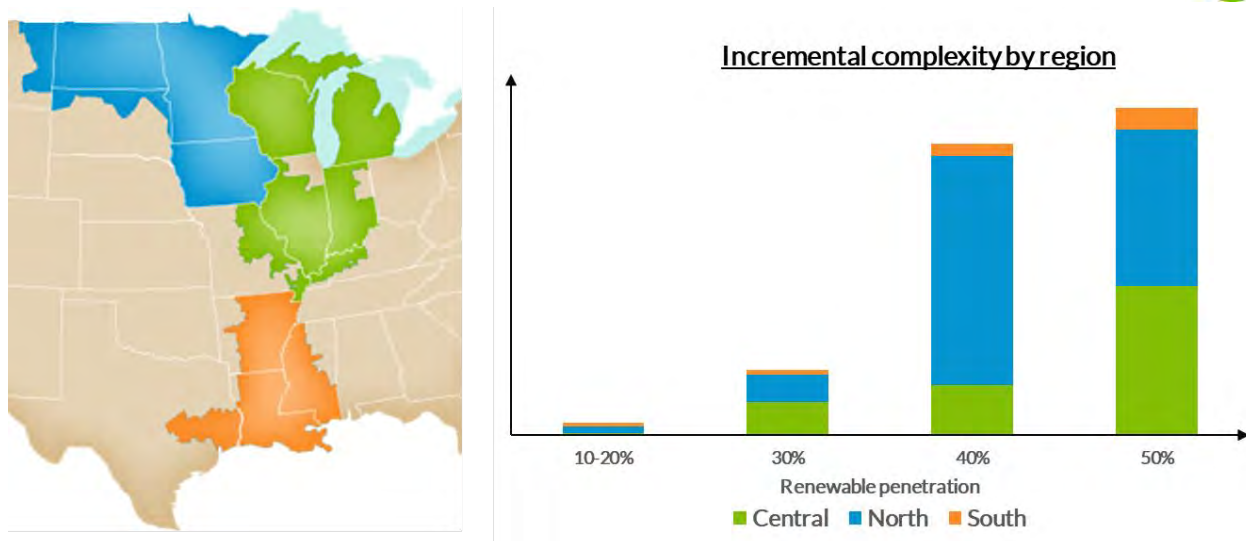 Incremental complexity by region
10-20% 30% 40% 50%
Renewable penetration
Central North South